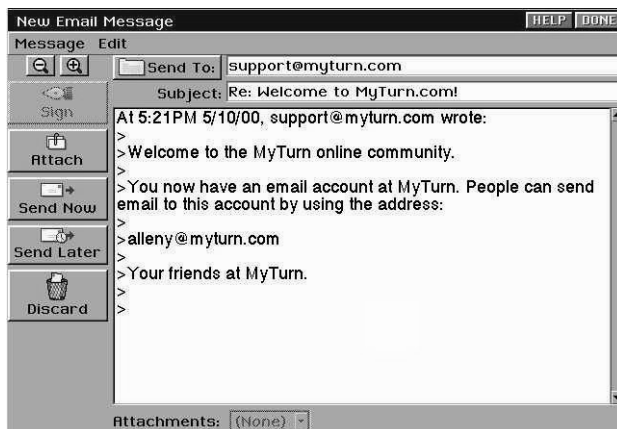 New Email Message HELP DONE
Message Edit
Send To: support@myturn.com
Subject: Re: Welcome to MyTurn.com!
Sign
Attach
Send Now
Send Later
Discard
At 5:21PM 5/10/00, support@myturn.com wrote:
>
>Welcome to the MyTurn online community.
>
>You now have an email account at MyTurn. People can send
email to this account by using the address:
>
>alleny@myturn.com
>
>Your friends at MyTurn.
>
>
Attachments: (None)